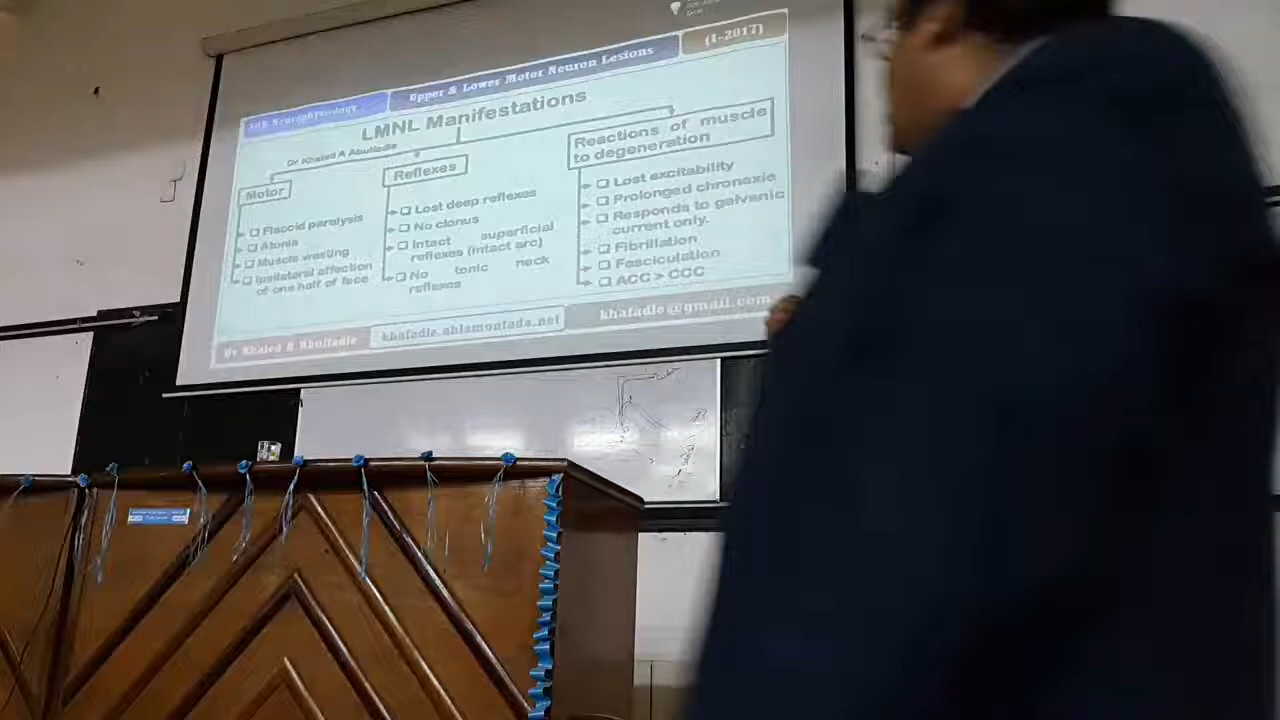 Upper & Lower Motor Neuron Lesions
(I-2017)
LMNL Manifestations
Dr Khaled A Abulfadle
Motor
❑ Flaccid paralysis
❑ Atonia
❑ Muscle wasting
❑ Ipsilateral affection
of one half of face
Reflexes
❑ Lost deep reflexes
❑ No clonus
❑ Intact superficial
reflexes (intact arc)
❑ No tonic neck
reflexes
Reactions of muscle
to degeneration
❑ Lost excitability
❑ Prolonged chronaxie
❑ Responds to galvanic
current only.
❑ Fibrillation
❑ Fasciculation
❑ ACC > CCC
Dr Khaled A Abulfadle
khafadle.ahlamontada.net
khafadle@gmail.com